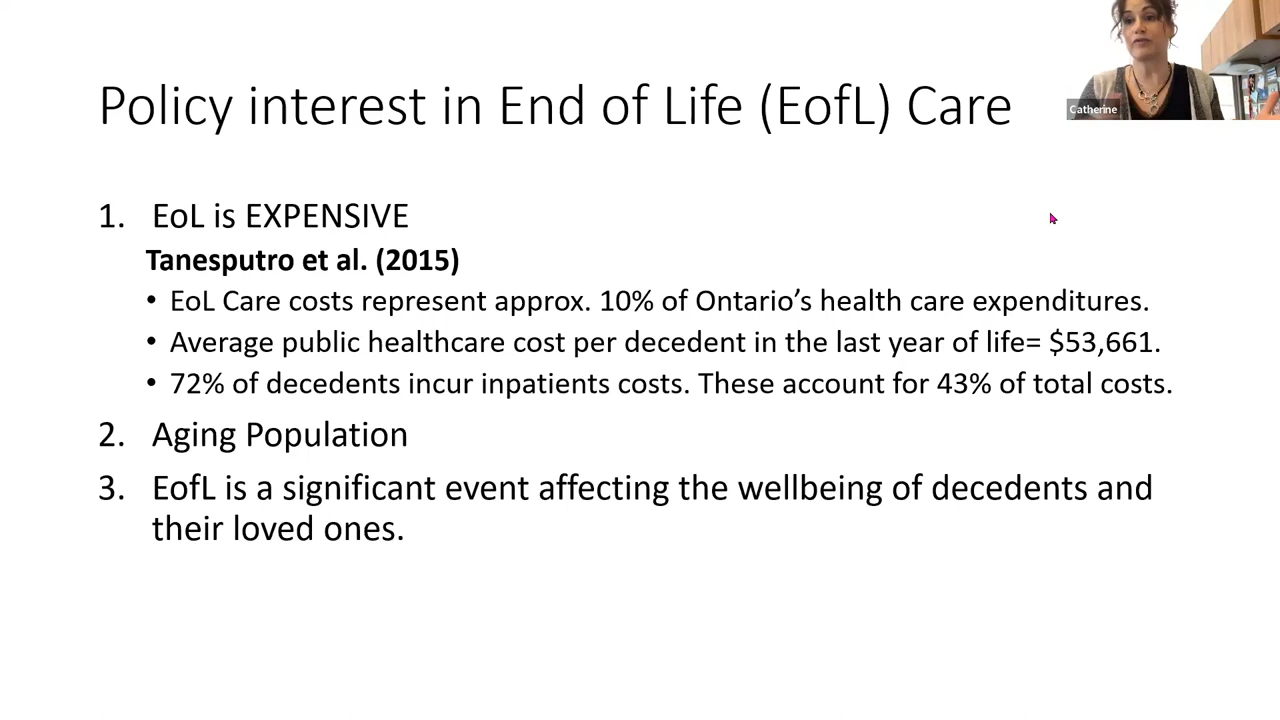 Policy interest in End of Life (EofL) Care
Catherine
1. EoL is EXPENSIVE
Tanesputro et al. (2015)
• EoL Care costs represent approx. 10% of Ontario’s health care expenditures.
• Average public healthcare cost per decedent in the last year of life= $53,661.
• 72% of decedents incur inpatients costs. These account for 43% of total costs.
2. Aging Population
3. EofL is a significant event affecting the wellbeing of decedents and
their loved ones.